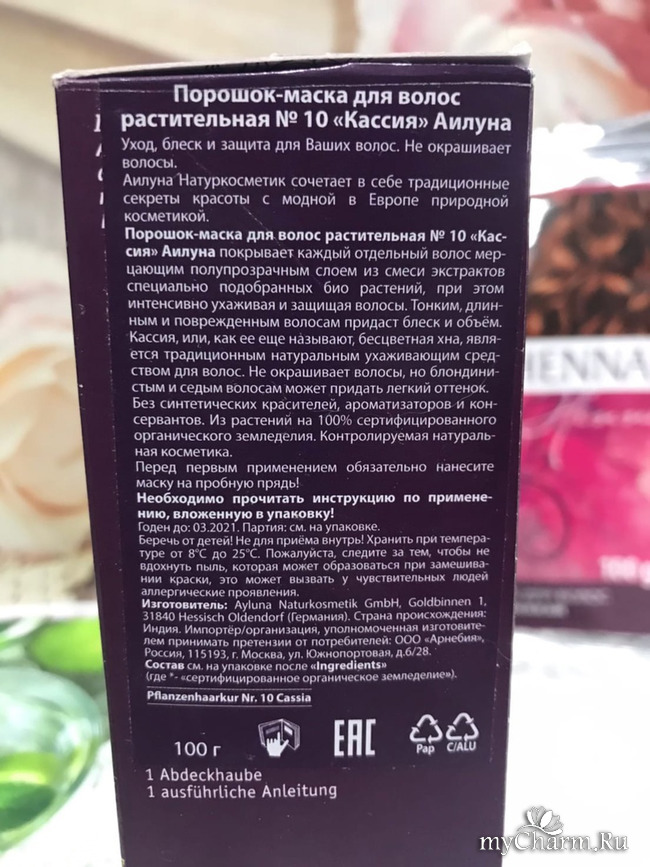 Порошок-маска для волос
растительная № 10 «Кассия» Аилуна
Уход, блеск и защита для Ваших волос. Не окрашивает
волосы.
Аилуна Натуркосметик сочетает в себе традиционные
секреты красоты с модной в Европе природной
косметикой.
Порошок-маска для волос растительная № 10 «Кас-
сия» Аилуна покрывает каждый отдельный волос мер-
цающим полупрозрачным слоем из смеси экстрактов
специально подобранных био растений, при этом
интенсивно ухаживая и защищая волосы. Тонким, длин-
ным и поврежденным волосам придаст блеск и объём.
Кассия, или, как ее еще называют, бесцветная хна, явля-
ется традиционным натуральным ухаживающим сред-
ством для волос. Не окрашивает волосы, но блондини-
стым и седым волосам может придать легкий оттенок.
Без синтетических красителей, ароматизаторов и кон-
сервантов. Из растений на 100% сертифицированного
органического земледелия. Контролируемая натураль-
ная косметика.
Перед первым применением обязательно нанесите
маску на пробную прядь!
Необходимо прочитать инструкцию по примене-
нию, вложенную в упаковку!
Годен до: 03.2021. Партия: см. на упаковке.
Беречь от детей! Не для приёма внутрь! Хранить при темпера-
туре от 8°C до 25°C. Пожалуйста, следите за тем, чтобы не
вдохнуть пыль, которая может образоваться при замешива-
нии краски, это может вызвать у чувствительных людей
аллергические проявления.
Изготовитель: Ayluna Naturkosmetik GmbH, Goldbinnen 1,
31840 Hessisch Oldendorf (Германия). Страна происхождения:
Индия. Импортёр/организация, уполномоченная изготовите-
лем принимать претензии от потребителей: ООО «Арнебия»,
Россия, 115193, г. Москва, ул. Южнопортовая, д.6/28.
Состав см. на упаковке после «Ingredients»
(где *- «сертифицированное органическое земледелие»).
Pflanzenhaarkur Nr. 10 Cassia
100 г
EAC
Pap
C/ALU
1 Abdeckhaube
1 ausführliche Anleitung
HENNA
100 g
myCharm.Ru